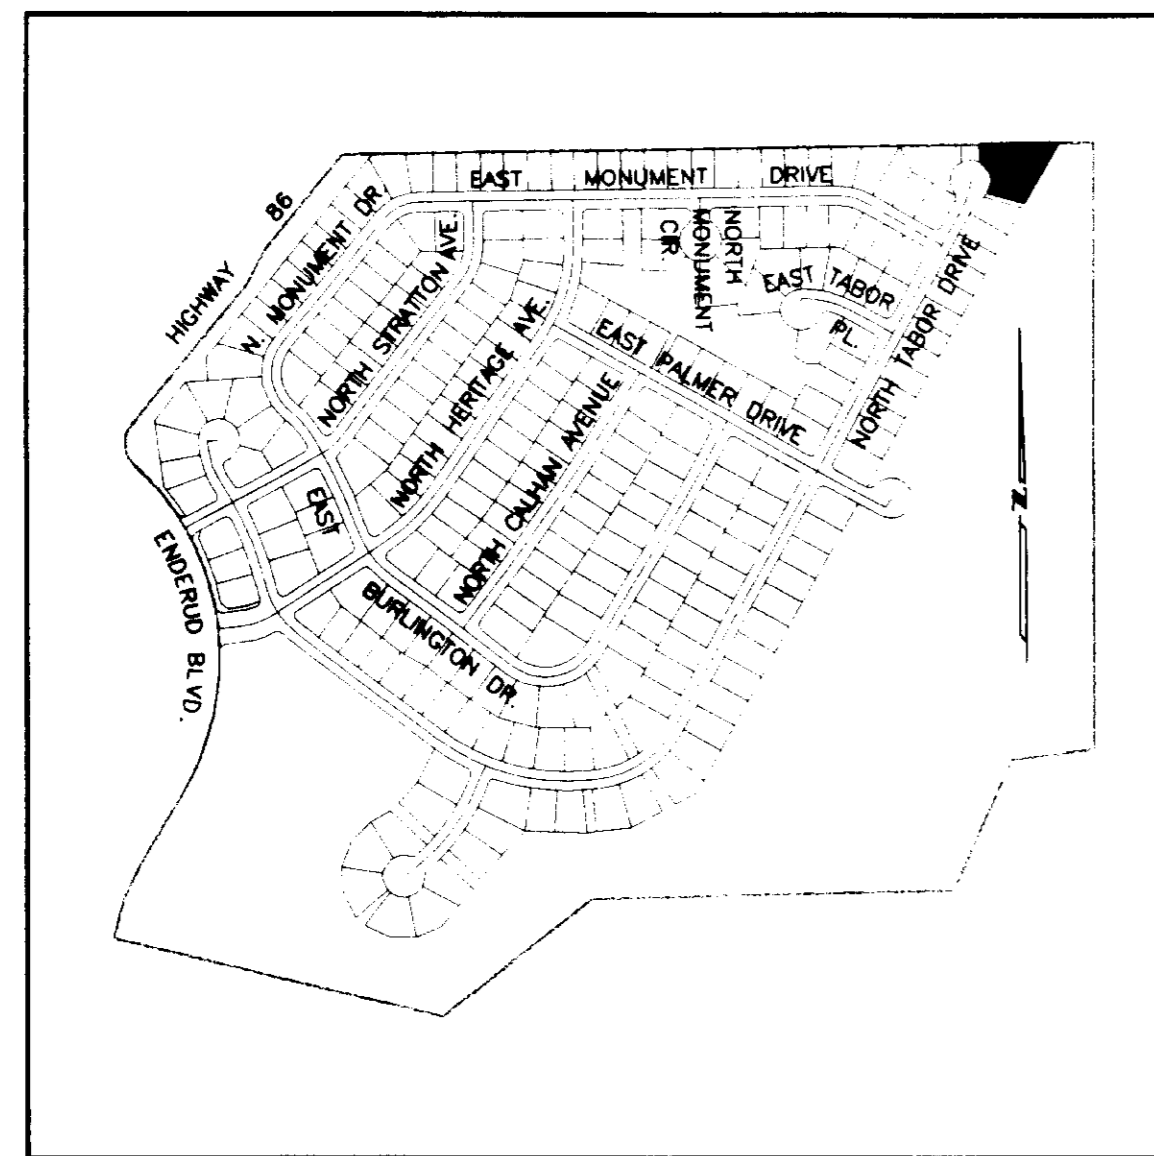 EAST MONUMENT DRIVE
HIGHWAY 86
N. MONUMENT DR.
NORTH STRATTON AVE.
NORTH
MONUMENT
CIR
EAST TABOR
PL.
NORTH TABOR DRIVE
NORTH HERITAGE AVE.
EAST PALMER DRIVE
NORTH CALHAN AVENUE
EAST
BURLINGTON DR.
ENDERUD BLVD.
N